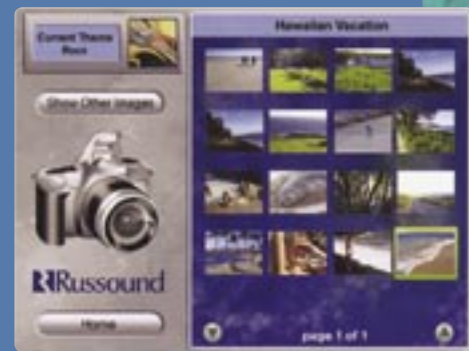 Current Theme
Rock
Show Other Images
Russound
Home
Hawaiian Vacation
page 1 of 1